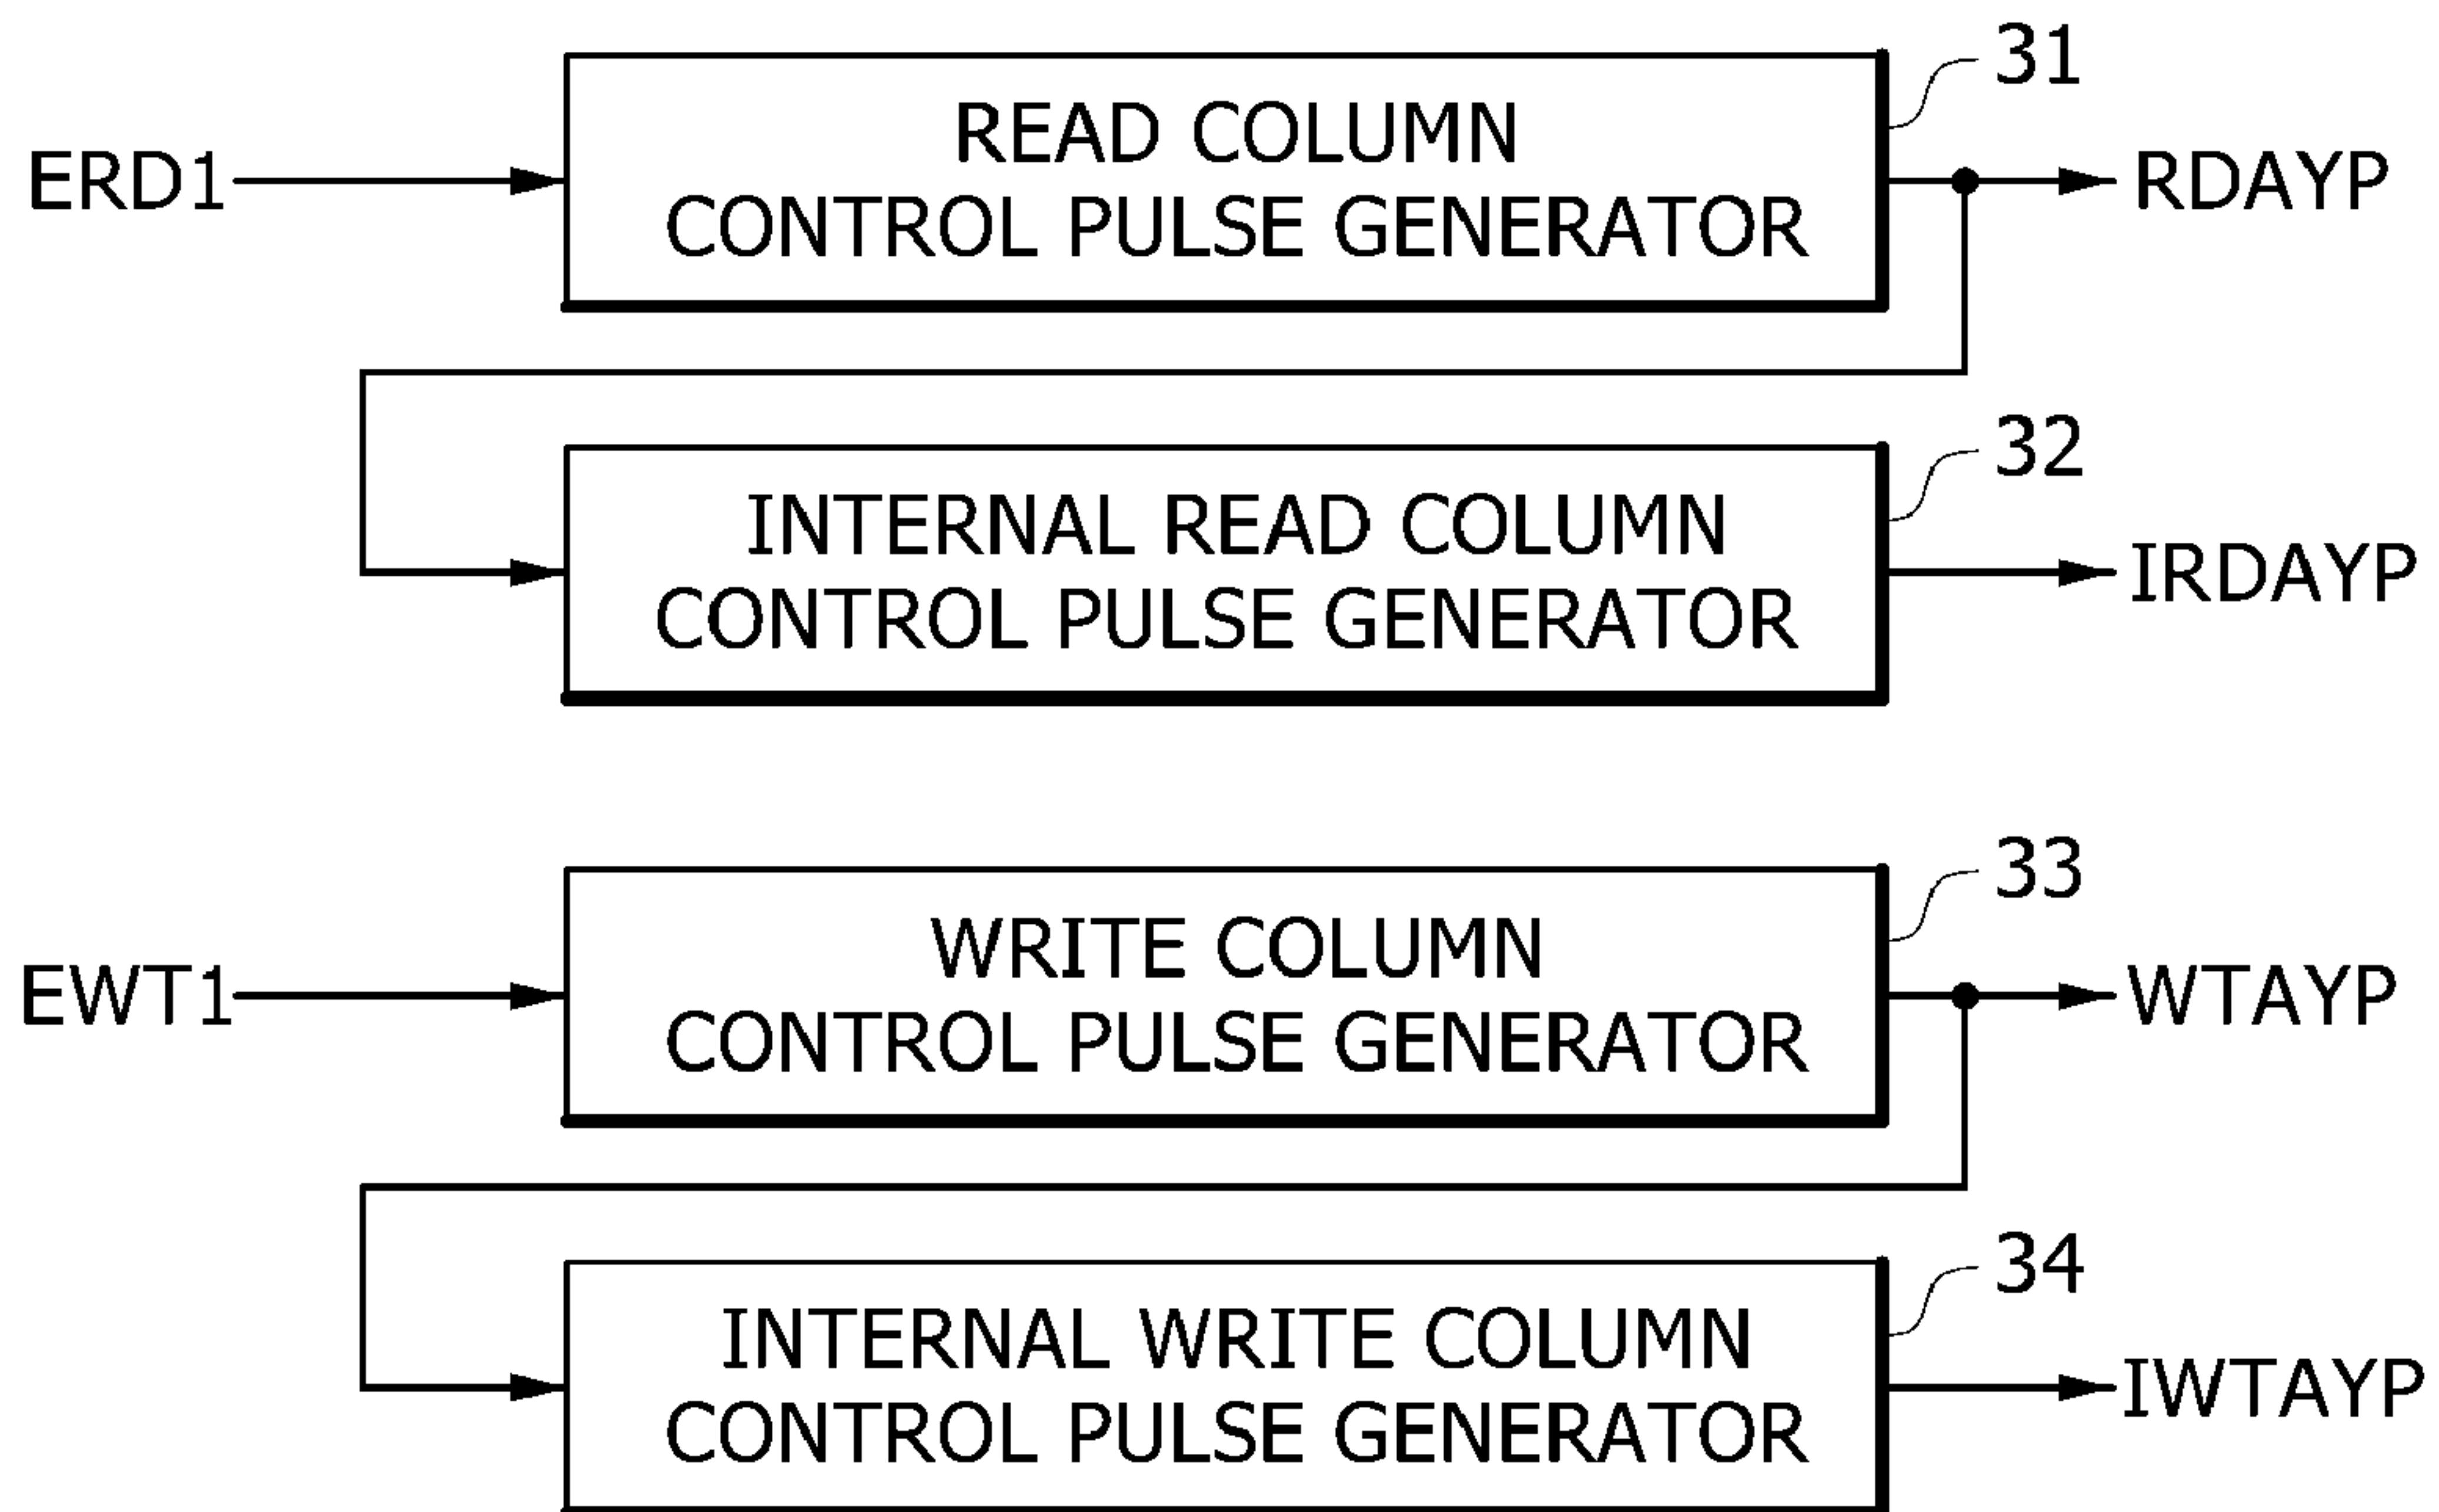 31
READ COLUMN
ERD1
RDAYP
CONTROL PULSE GENERATOR
32
INTERNAL READ COLUMN
IRDAYP
CONTROL PULSE GENERATOR
33
WRITE COLUMN
EWT1
WTAYP
CONTROL PULSE GENERATOR
34
INTERNAL WRITE COLUMN
IWTAYP
CONTROL PULSE GENERATOR